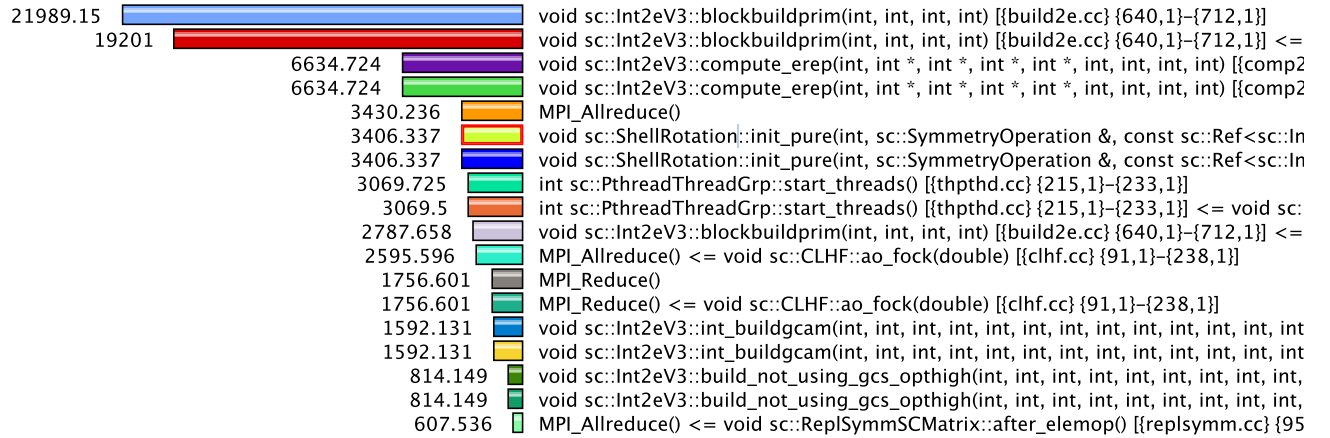 21989.15 void sc::Int2eV3::blockbuildprim(int, int, int, int) [{build2e.cc} {640,1}-{712,1}]
19201 void sc::Int2eV3::blockbuildprim(int, int, int, int) [{build2e.cc} {640,1}-{712,1}] <=
6634.724 void sc::Int2eV3::compute_erep(int, int *, int *, int *, int *, int, int, int, int) [{comp2
6634.724 void sc::Int2eV3::compute_erep(int, int *, int *, int *, int *, int, int, int, int) [{comp2
3430.236 MPI_Allreduce()
3406.337 void sc::ShellRotation::init_pure(int, sc::SymmetryOperation &, const sc::Ref<sc::In
3406.337 void sc::ShellRotation::init_pure(int, sc::SymmetryOperation &, const sc::Ref<sc::In
3069.725 int sc::PthreadThreadGrp::start_threads() [{thpthd.cc} {215,1}-{233,1}]
3069.5 int sc::PthreadThreadGrp::start_threads() [{thpthd.cc} {215,1}-{233,1}] <= void sc:
2787.658 void sc::Int2eV3::blockbuildprim(int, int, int, int) [{build2e.cc} {640,1}-{712,1}] <=
2595.596 MPI_Allreduce() <= void sc::CLHF::ao_fock(double) [{clhf.cc} {91,1}-{238,1}]
1756.601 MPI_Reduce()
1756.601 MPI_Reduce() <= void sc::CLHF::ao_fock(double) [{clhf.cc} {91,1}-{238,1}]
1592.131 void sc::Int2eV3::int_buildgcam(int, int, int, int, int, int, int, int, int, int, int, int, int
1592.131 void sc::Int2eV3::int_buildgcam(int, int, int, int, int, int, int, int, int, int, int, int, int
814.149 void sc::Int2eV3::build_not_using_gcs_opthigh(int, int, int, int, int, int, int, int,
814.149 void sc::Int2eV3::build_not_using_gcs_opthigh(int, int, int, int, int, int, int, int,
607.536 MPI_Allreduce() <= void sc::ReplSymmSCMatrix::after_elemop() [{replsymm.cc} {95